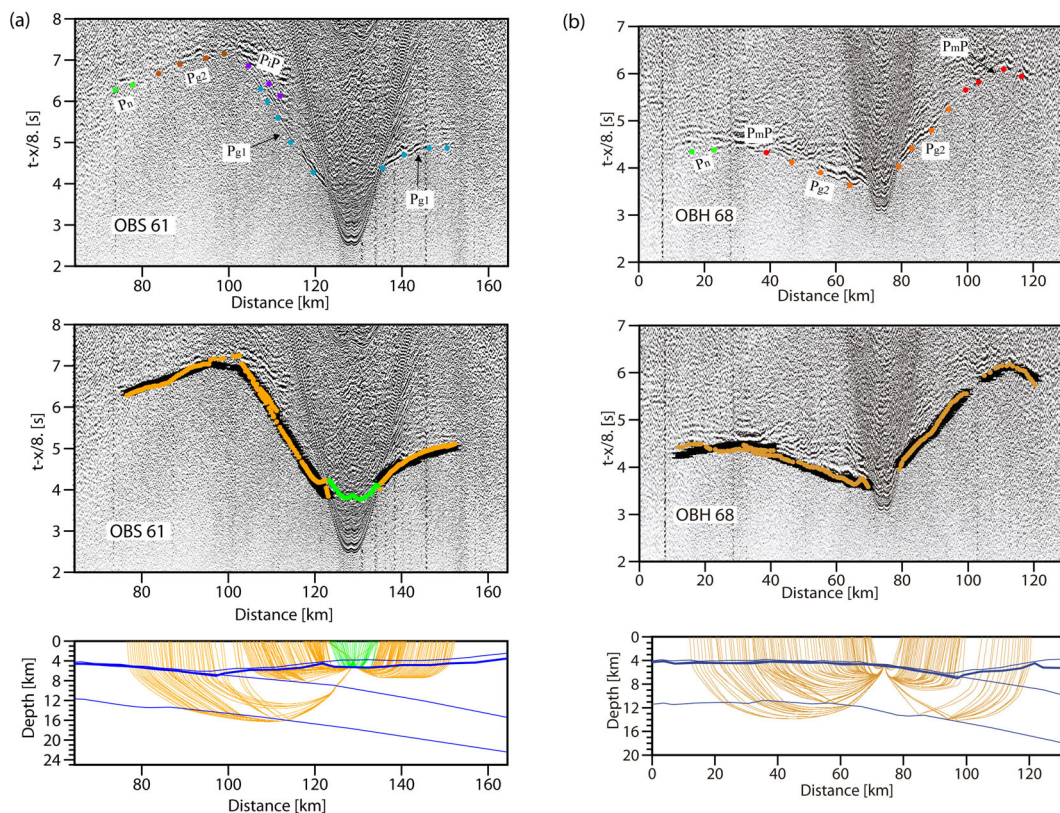 (a)
8
7
6
5
4
3
2
t-x/8. [s]
Pn
Pg2
PiP
Pg1
Pg1
OBS 61
80 100 120 140 160
Distance [km]
8
7
6
5
4
3
2
t-x/8. [s]
OBS 61
80 100 120 140 160
Distance [km]
0
4
8
12
16
20
24
Depth [km]
80 100 120 140 160
Distance [km]
(b)
7
6
5
4
3
2
t-x/8. [s]
Pn
PmP
Pg2
Pg2
PmP
OBH 68
0 20 40 60 80 100 120
Distance [km]
7
6
5
4
3
2
t-x/8. [s]
OBH 68
0 20 40 60 80 100 120
Distance [km]
0
4
8
12
16
20
Depth [km]
0 20 40 60 80 100 120
Distance [km]